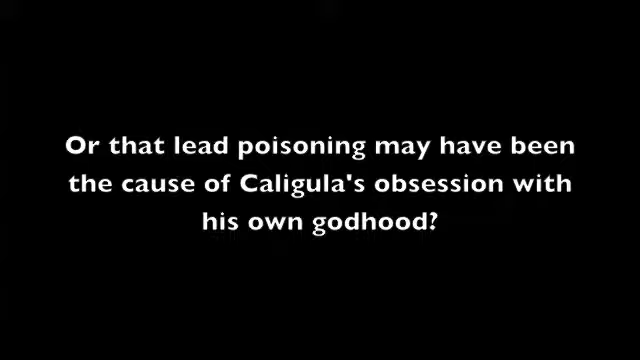 Or that lead poisoning may have been
the cause of Caligula's obsession with
his own godhood?